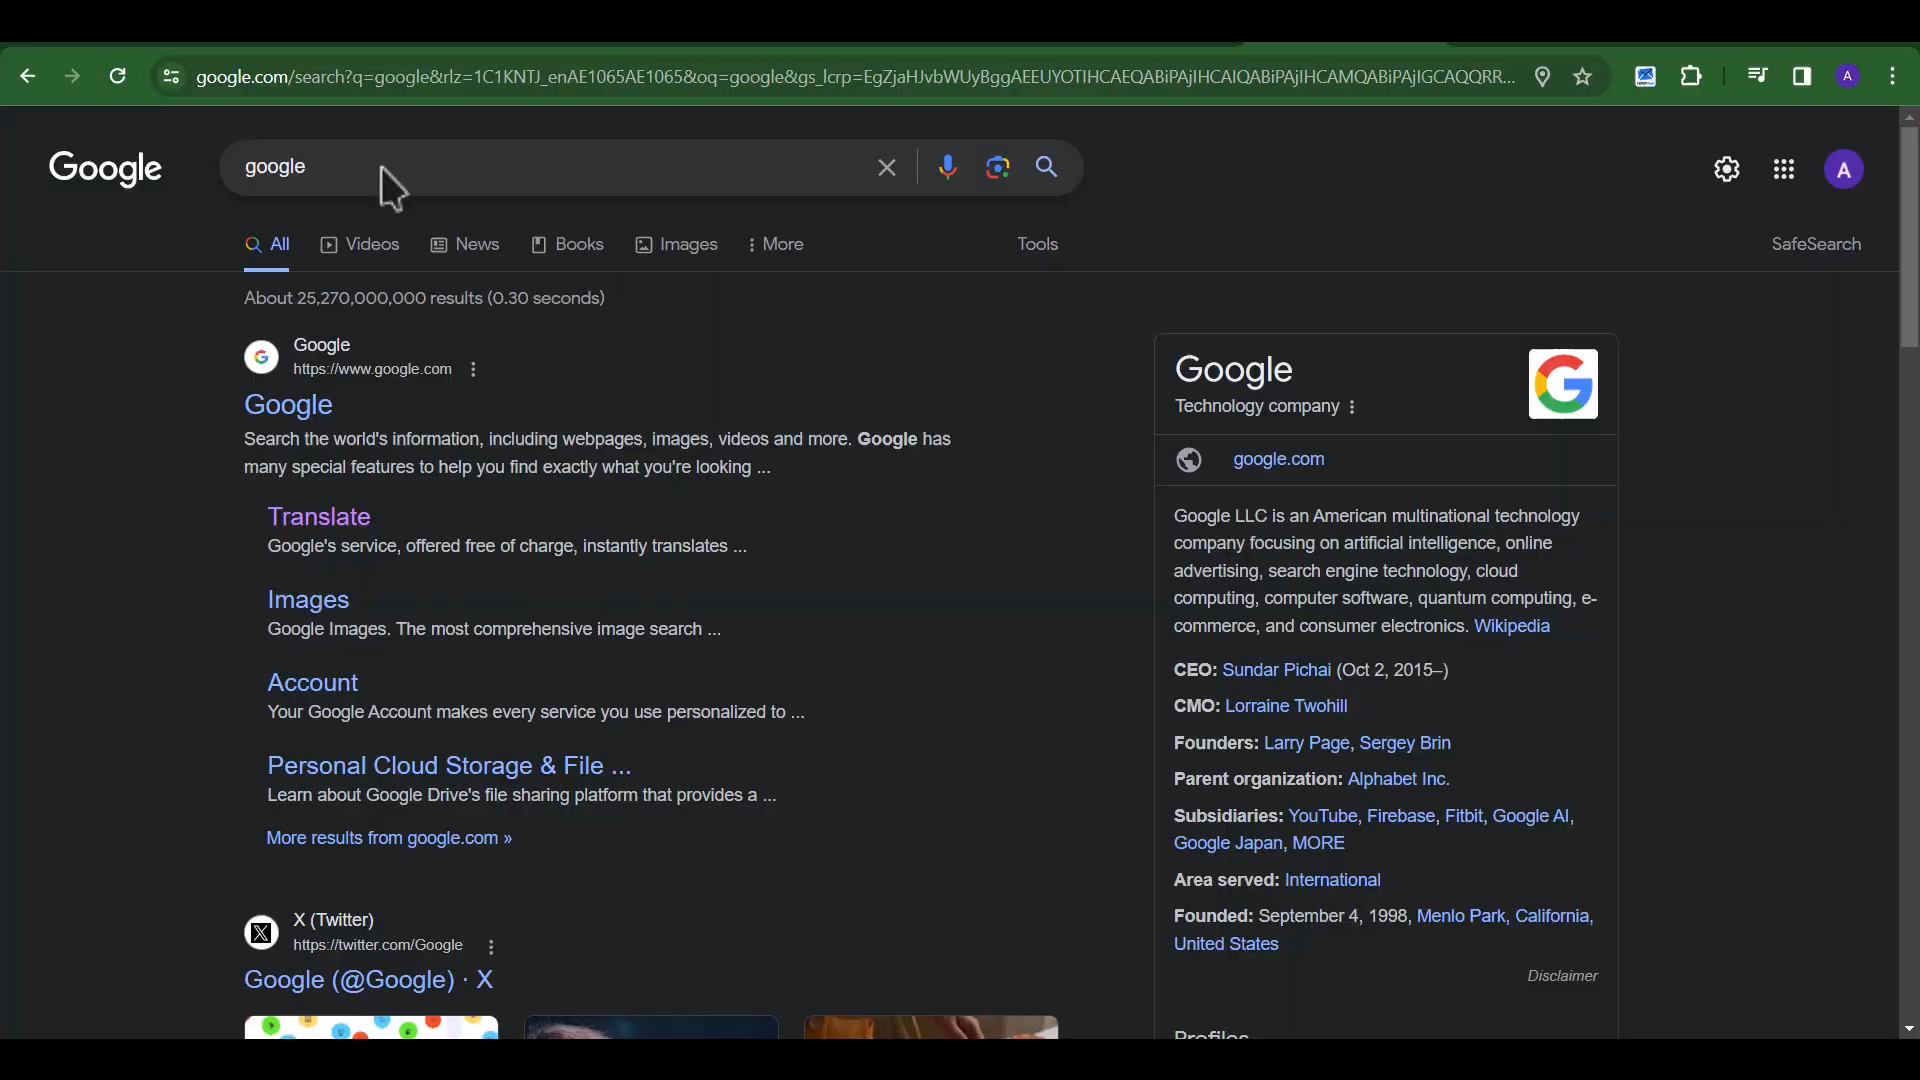 google.com/search?q=google&rlz=1C1KNTJ_enAE1065AE1065&oq=google&gs_lcrp=EgZjaHJvbWUyBggAEEUYOTIHCAEQABiPAjIHCAIQABiPAjIHCAMQABiPAjIGCAQQRR...
A
Google
google
A
All
Videos
News
Books
Images
More
Tools
SafeSearch
About 25,270,000,000 results (0.30 seconds)
Google
https://www.google.com
Google
Search the world's information, including webpages, images, videos and more. Google has
many special features to help you find exactly what you're looking ...
Translate
Google's service, offered free of charge, instantly translates ...
Images
Google Images. The most comprehensive image search ...
Account
Your Google Account makes every service you use personalized to ...
Personal Cloud Storage & File ...
Learn about Google Drive's file sharing platform that provides a ...
More results from google.com »
X (Twitter)
https://twitter.com/Google
Google (@Google) · X
Google
Technology company
google.com
Google LLC is an American multinational technology
company focusing on artificial intelligence, online
advertising, search engine technology, cloud
computing, computer software, quantum computing, e-
commerce, and consumer electronics. Wikipedia
CEO: Sundar Pichai (Oct 2, 2015–)
CMO: Lorraine Twohill
Founders: Larry Page, Sergey Brin
Parent organization: Alphabet Inc.
Subsidiaries: YouTube, Firebase, Fitbit, Google AI,
Google Japan, MORE
Area served: International
Founded: September 4, 1998, Menlo Park, California,
United States
Disclaimer
Profiles